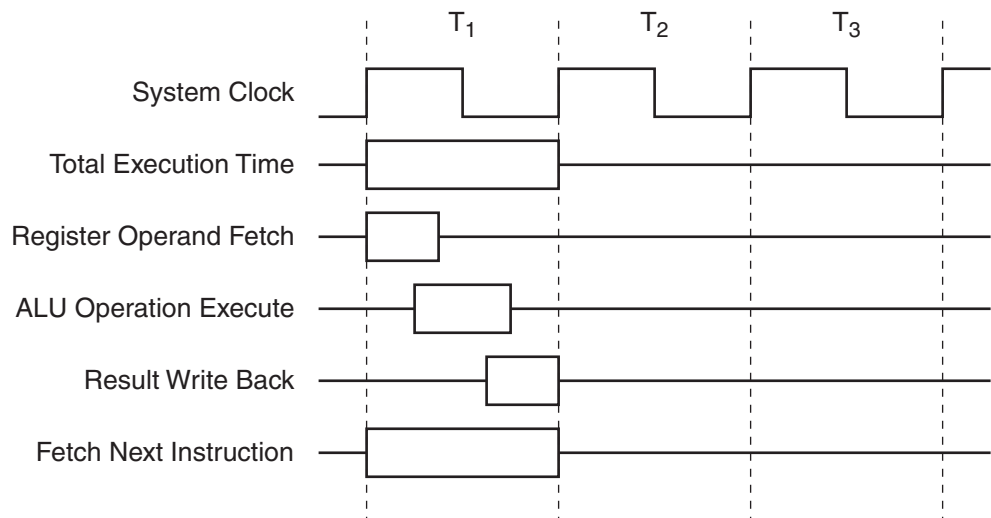 T1 T2 T3
System Clock
Total Execution Time
Register Operand Fetch
ALU Operation Execute
Result Write Back
Fetch Next Instruction